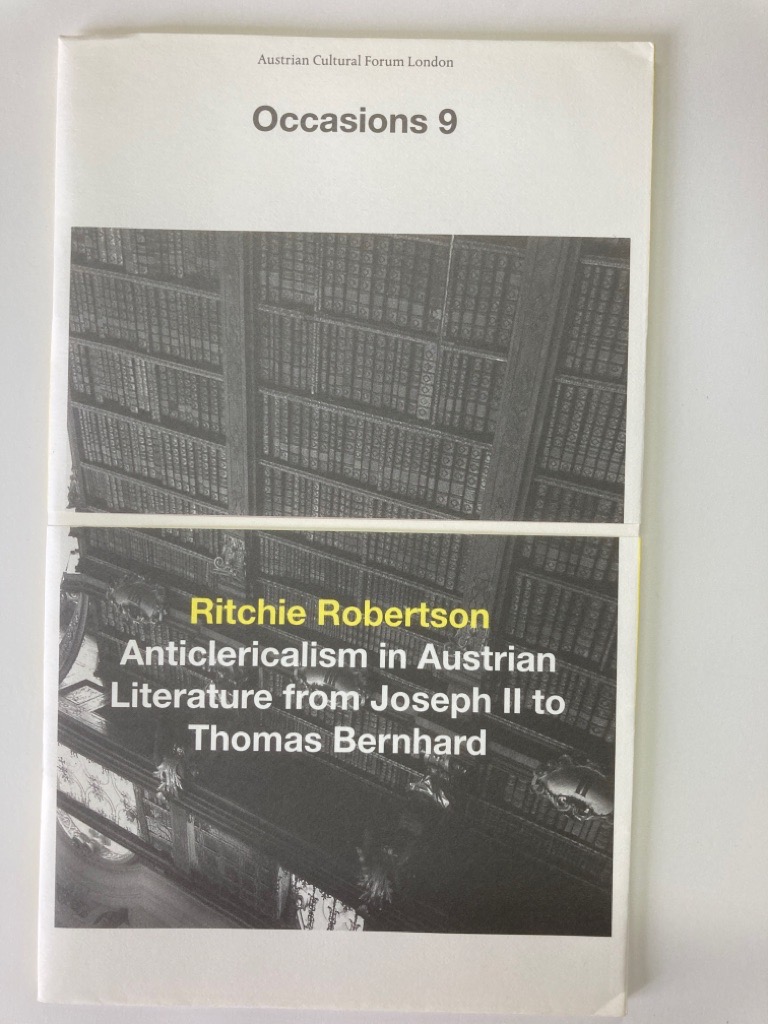 Austrian Cultural Forum London
Occasions 9
Ritchie Robertson
Anticlericalism in Austrian
Literature from Joseph II to
Thomas Bernhard